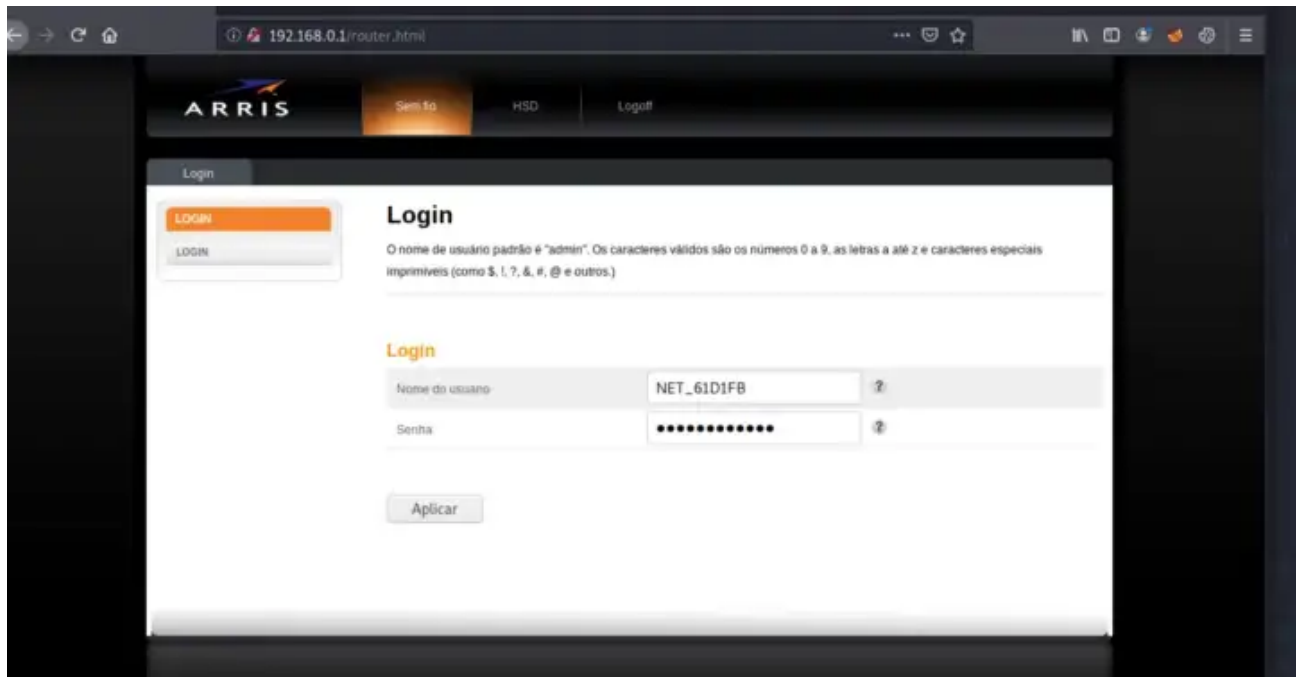 192.168.0.1/router.html
ARRIS
Sem fio
HSD
Logoff
Login
LOGIN
LOGIN
Login
O nome de usuário padrão é "admin". Os caracteres válidos são os números 0 a 9, as letras a até z e caracteres especiais
imprimíveis (como $, !, ?, &, #, @ e outros.)
Login
Nome do usuario
NET_61D1FB
?
Senha
••••••••••••
?
Aplicar